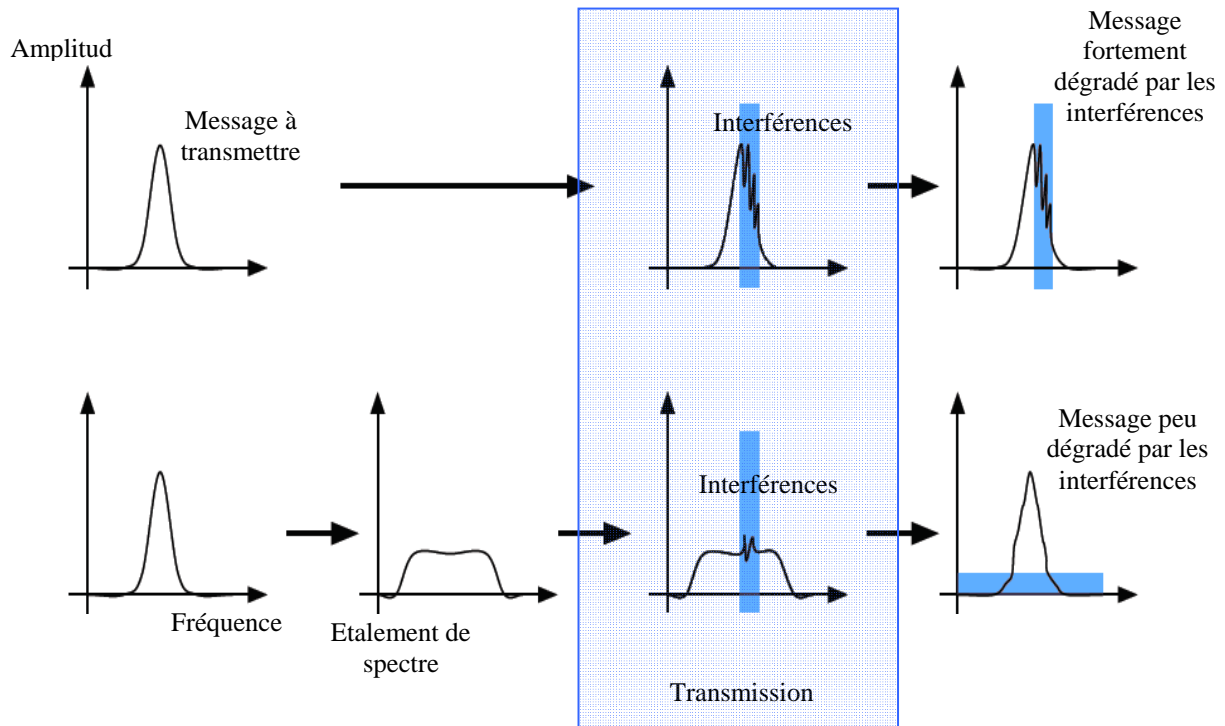 Amplitud
Message à
transmettre
Interférences
Message
fortement
dégradé par les
interférences
Fréquence
Etalement de
spectre
Interférences
Message peu
dégradé par les
interférences
Transmission